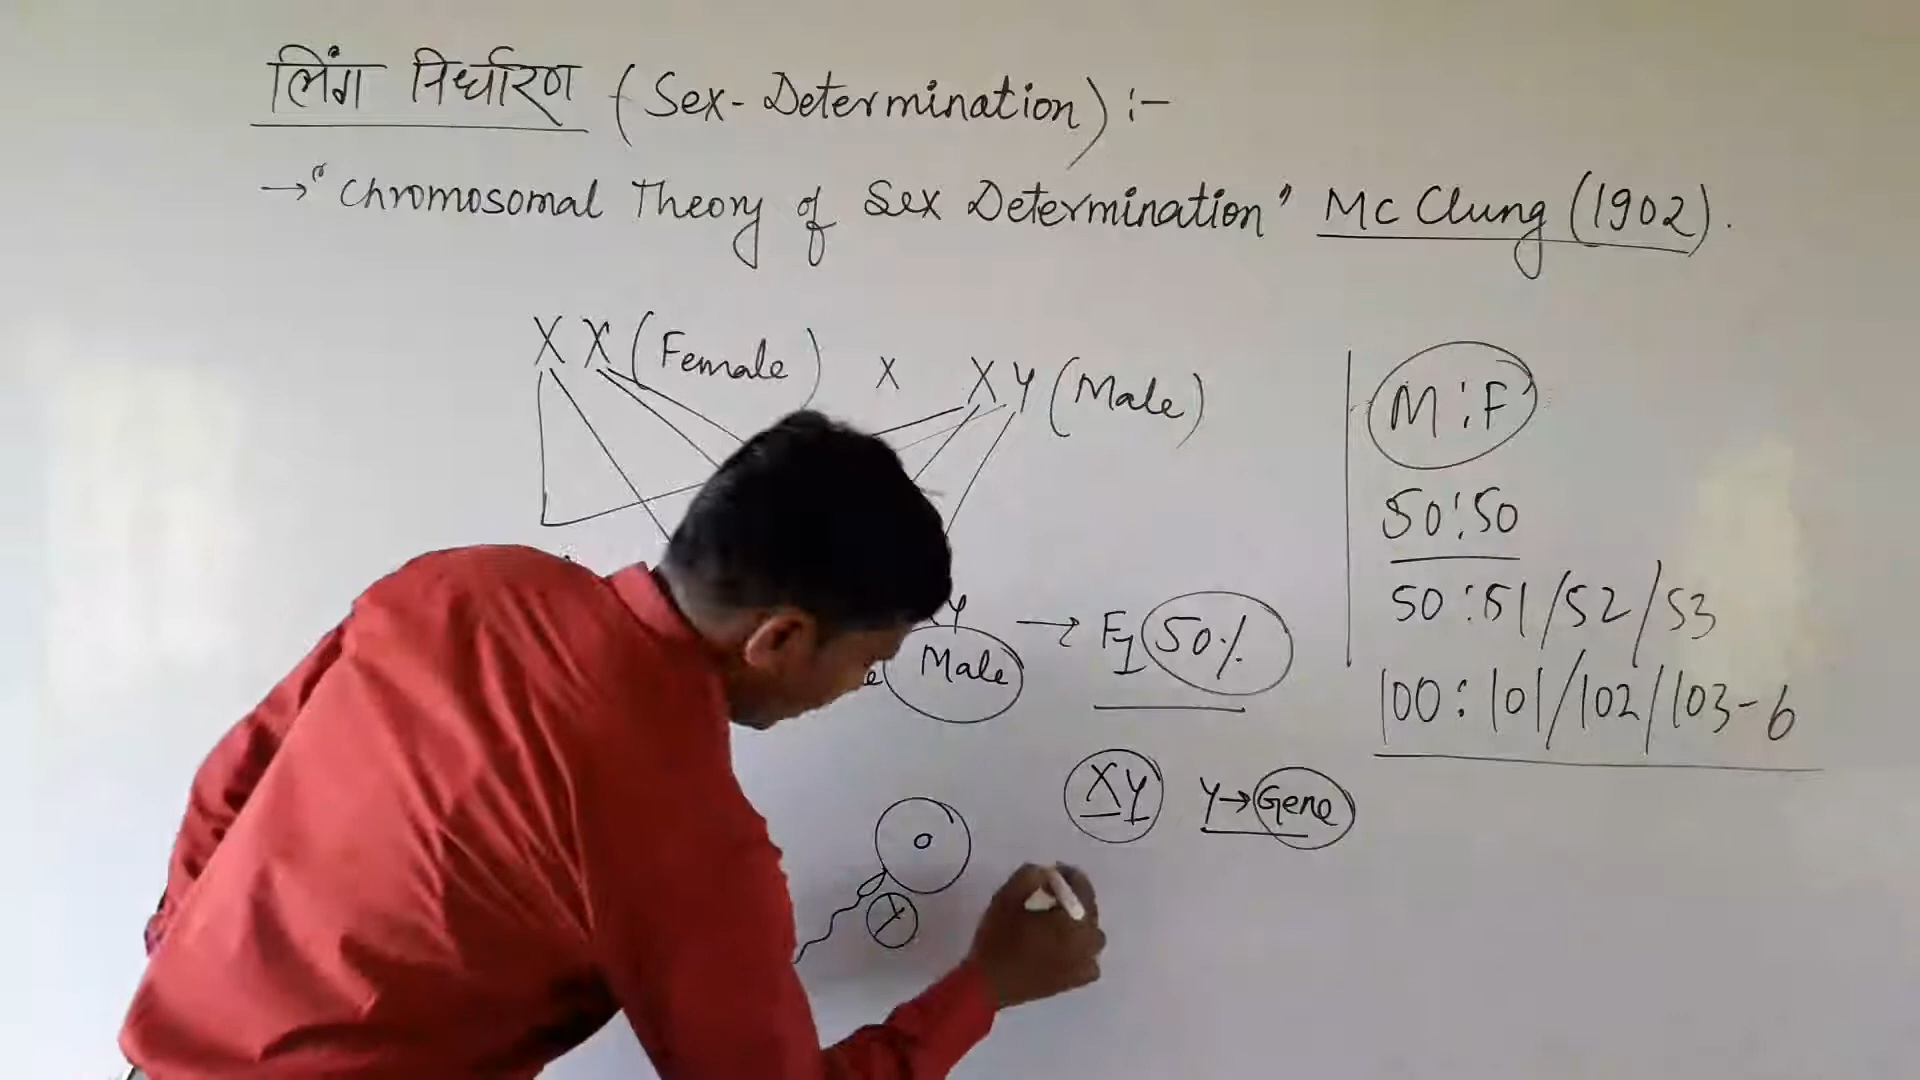 लिंग निर्धारण (Sex-Determination) :-
→ "Chromosomal Theory of Sex Determination" Mc Clung (1902).
X X (Female) x X Y (Male)
M : F
50:50
50:51/52/53
100:101/102/103-6
Y
Male → F1 50%
XY Y→Gene
Y